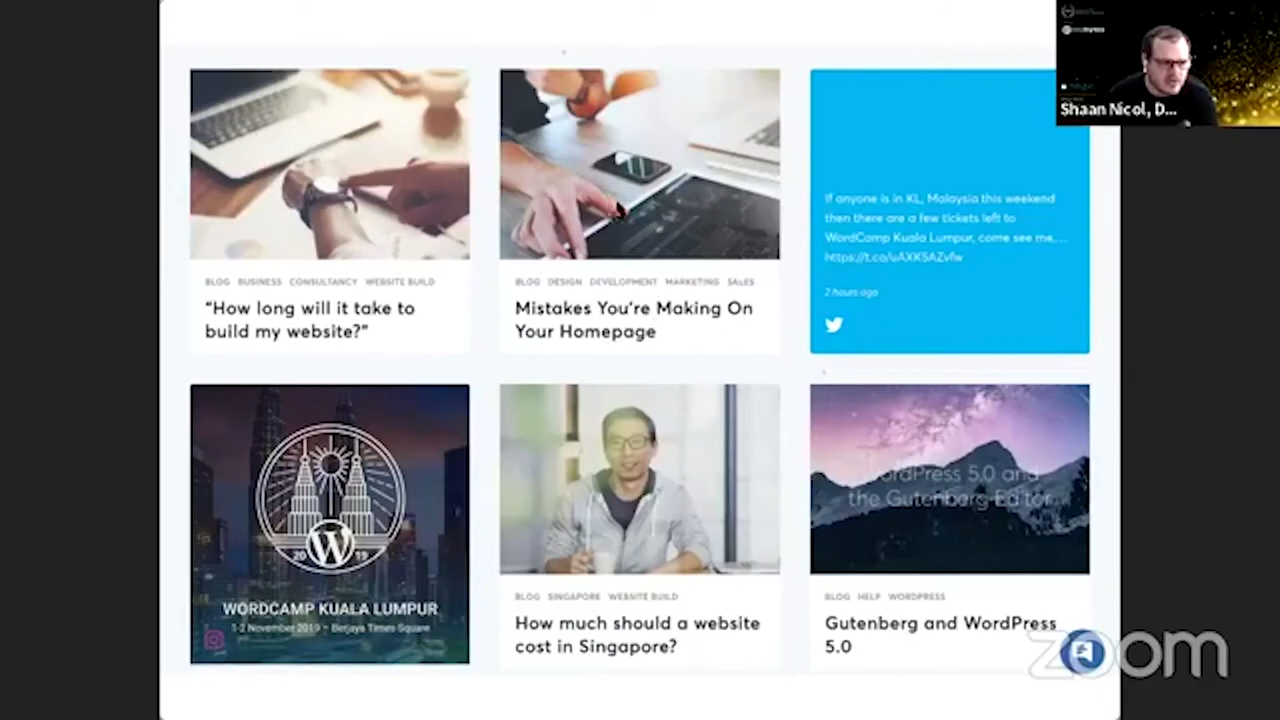 Shaan Nicol, D...
If anyone is in KL, Malaysia this weekend
then there are a few tickets left to
WordCamp Kuala Lumpur, come see me,...
https://t.co/uAXK5AZvfw
2 hours ago
BLOG BUSINESS CONSULTANCY WEBSITE BUILD
"How long will it take to
build my website?"
BLOG DESIGN DEVELOPMENT MARKETING SALES
Mistakes You're Making On
Your Homepage
2019
WORDCAMP KUALA LUMPUR
1-2 November 2019 - Berjaya Times Square
BLOG SINGAPORE WEBSITE BUILD
How much should a website
cost in Singapore?
WordPress 5.0 and
the Gutenberg Editor
BLOG HELP WORDPRESS
Gutenberg and WordPress
5.0
zoom